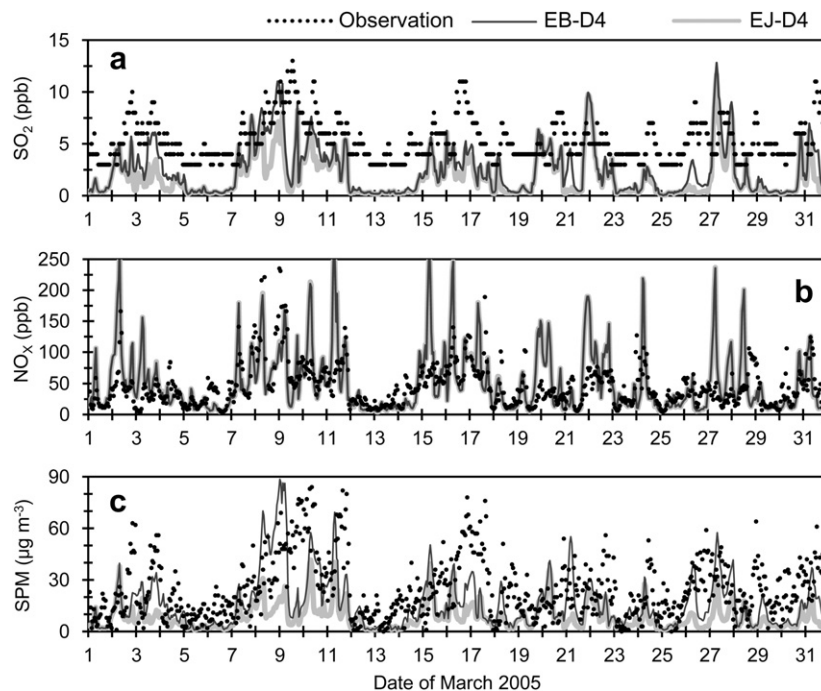 Observation EB-D4 EJ-D4
a
SO₂ (ppb)
15
10
5
0
1 3 5 7 9 11 13 15 17 19 21 23 25 27 29 31
b
NOₓ (ppb)
250
200
150
100
50
0
1 3 5 7 9 11 13 15 17 19 21 23 25 27 29 31
c
SPM (μg m⁻³)
90
60
30
0
1 3 5 7 9 11 13 15 17 19 21 23 25 27 29 31
Date of March 2005